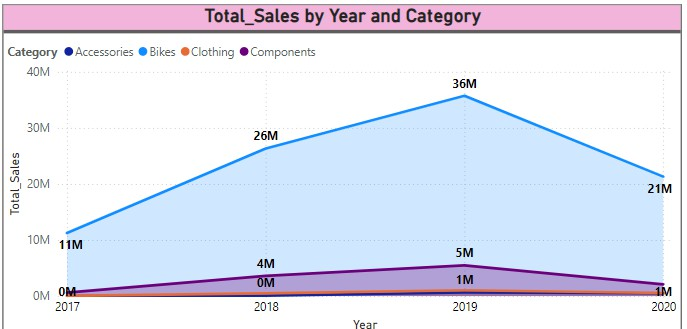 Total_Sales by Year and Category
Category Accessories Bikes Clothing Components
40M
36M
30M
26M
Total_Sales
20M
21M
11M
10M
4M
5M
0M
1M
0M
0M
1M
2017 2018 2019 2020
Year